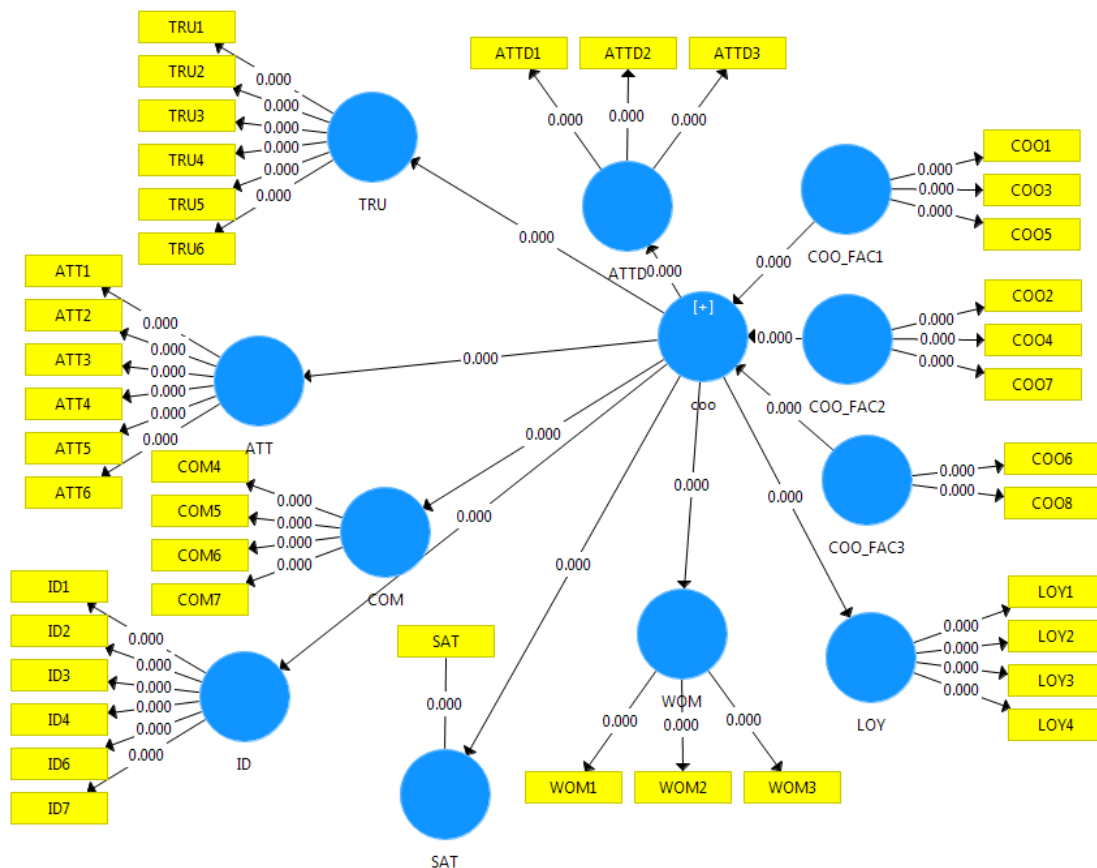 TRU1
TRU2
TRU3
TRU4
TRU5
TRU6
0.000
0.000
0.000
0.000
0.000
0.000
TRU
ATTD1
ATTD2
ATTD3
0.000
0.000
0.000
ATTD
COO1
COO3
COO5
0.000
0.000
0.000
COO_FAC1
0.000
0.000
0.000
[+]
coo
COO2
COO4
COO7
0.000
0.000
0.000
COO_FAC2
0.000
COO6
COO8
0.000
0.000
COO_FAC3
0.000
ATT1
ATT2
ATT3
ATT4
ATT5
ATT6
0.000
0.000
0.000
0.000
0.000
0.000
ATT
0.000
COM4
COM5
COM6
COM7
0.000
0.000
0.000
0.000
COM
0.000
0.000
0.000
0.000
0.000
ID1
ID2
ID3
ID4
ID6
ID7
0.000
0.000
0.000
0.000
0.000
0.000
ID
SAT
0.000
SAT
WOM
0.000
0.000
0.000
WOM1
WOM2
WOM3
LOY1
LOY2
LOY3
LOY4
0.000
0.000
0.000
0.000
LOY